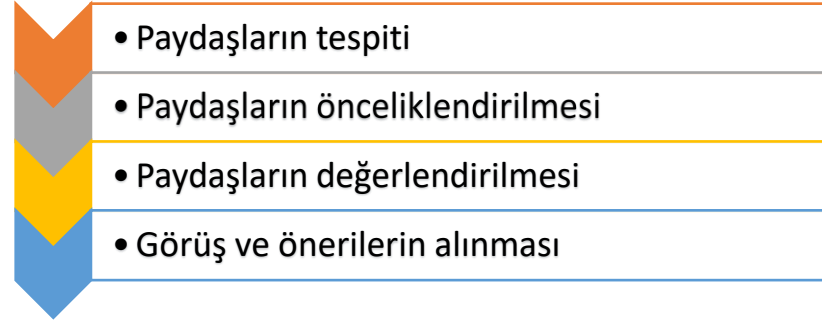 • Paydaşların tespiti
• Paydaşların önceliklendirilmesi
• Paydaşların değerlendirilmesi
• Görüş ve önerilerin alınması